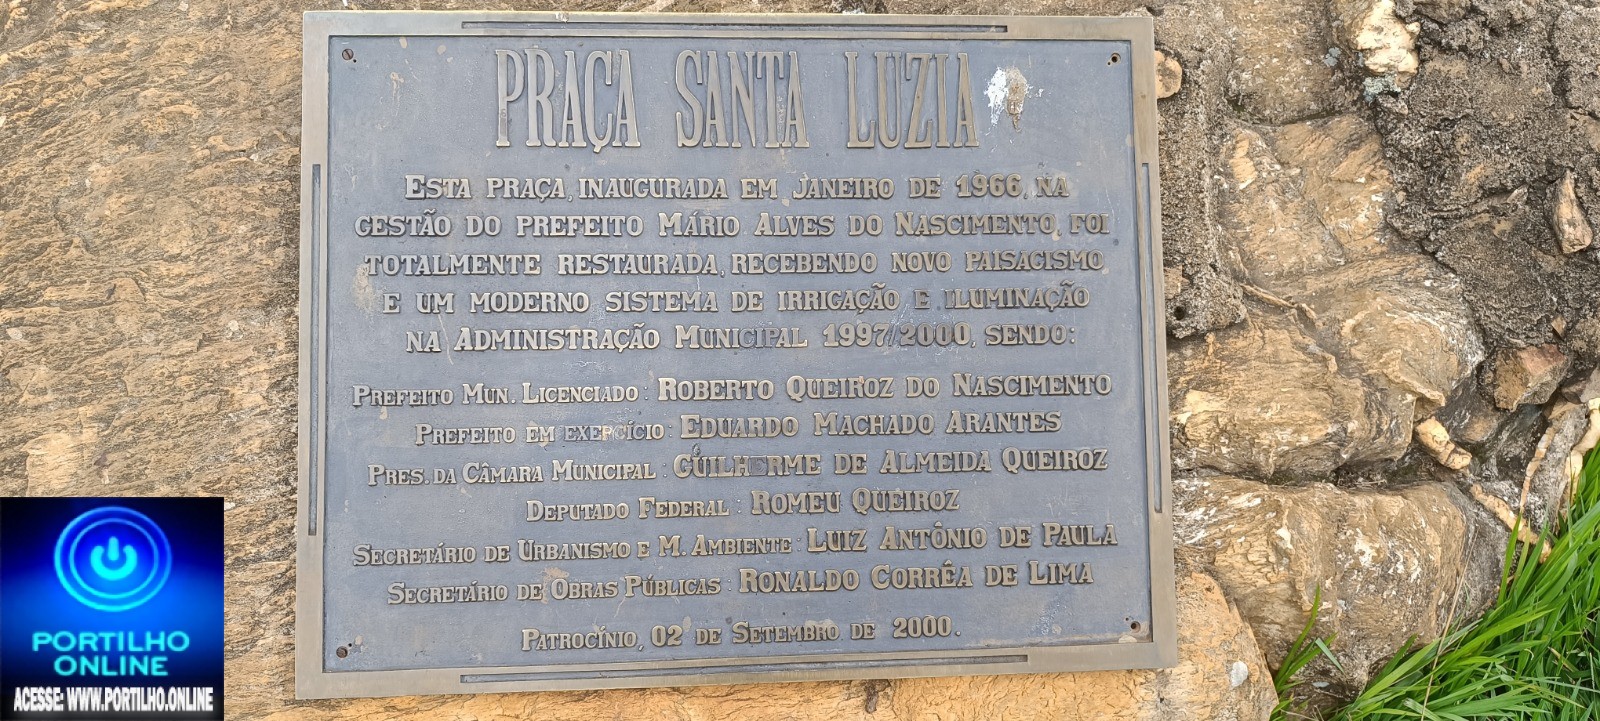 PRAÇA SANTA LUZIA
ESTA PRAÇA, INAUGURADA EM JANEIRO DE 1966, NA
GESTÃO DO PREFEITO MÁRIO ALVES DO NASCIMENTO, FOI
TOTALMENTE RESTAURADA, RECEBENDO NOVO PAISAGISMO
E UM MODERNO SISTEMA DE IRRIGAÇÃO E ILUMINAÇÃO
NA ADMINISTRAÇÃO MUNICIPAL 1997/2000, SENDO:
PREFEITO MUN. LICENCIADO: ROBERTO QUEIROZ DO NASCIMENTO
PREFEITO EM EXERCÍCIO: EDUARDO MACHADO ARANTES
PRES. DA CÂMARA MUNICIPAL: GUILHERME DE ALMEIDA QUEIROZ
DEPUTADO FEDERAL: ROMEU QUEIROZ
SECRETÁRIO DE URBANISMO E M. AMBIENTE: LUIZ ANTÔNIO DE PAULA
SECRETÁRIO DE OBRAS PÚBLICAS: RONALDO CORRÊA DE LIMA
PATROCÍNIO, 02 DE SETEMBRO DE 2000.
PORTILHO
ONLINE
ACESSE: WWW.PORTILHO.ONLINE